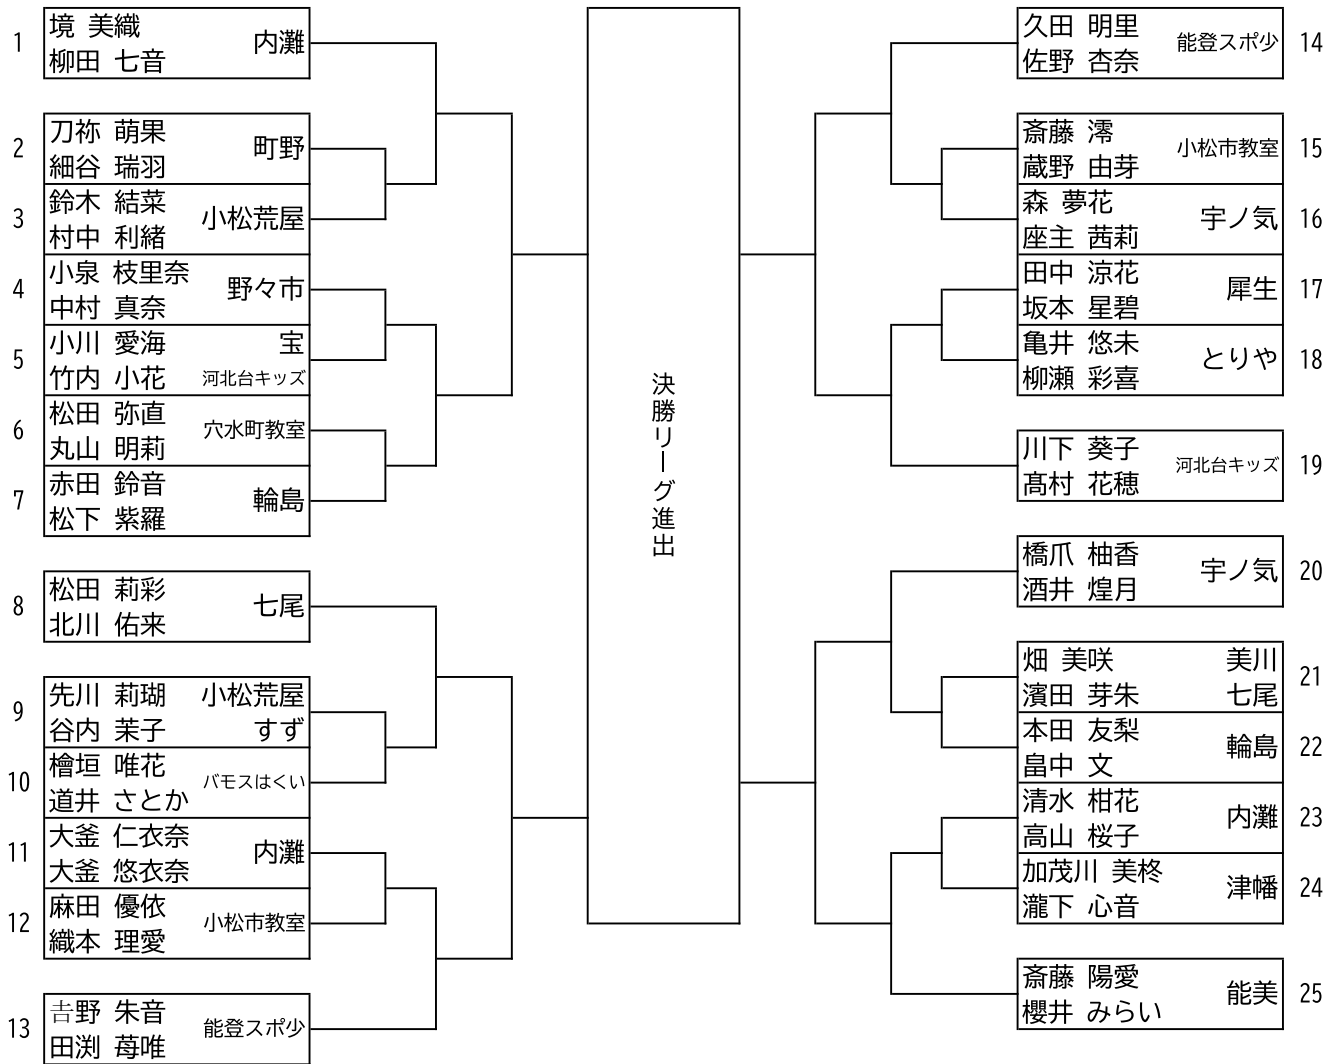 1
境 美織
柳田 七音
内灘
2
刀祢 萌果
細谷 瑞羽
町野
3
鈴木 結菜
村中 利緒
小松荒屋
4
小泉 枝里奈
中村 真奈
野々市
5
小川 愛海 宝
竹内 小花 河北台キッズ
6
松田 弥直
丸山 明莉
穴水町教室
7
赤田 鈴音
松下 紫羅
輪島
8
松田 莉彩
北川 佑来
七尾
9
先川 莉瑚 小松荒屋
谷内 茉子 すず
10
檜垣 唯花
道井 さとか
バモスはくい
11
大釜 仁衣奈
大釜 悠衣奈
内灘
12
麻田 優依
織本 理愛
小松市教室
13
𠮷野 朱音
田渕 苺唯
能登スポ少
決勝リーグ進出
久田 明里
佐野 杏奈
能登スポ少
14
斎藤 澪
蔵野 由芽
小松市教室
15
森 夢花
座主 茜莉
宇ノ気
16
田中 涼花
坂本 星碧
犀生
17
亀井 悠未
柳瀬 彩喜
とりや
18
川下 葵子
髙村 花穂
河北台キッズ
19
橋爪 柚香
酒井 煌月
宇ノ気
20
畑 美咲 美川
濱田 芽朱 七尾
21
本田 友梨
畠中 文
輪島
22
清水 柑花
高山 桜子
内灘
23
加茂川 美柊
瀧下 心音
津幡
24
斎藤 陽愛
櫻井 みらい
能美
25